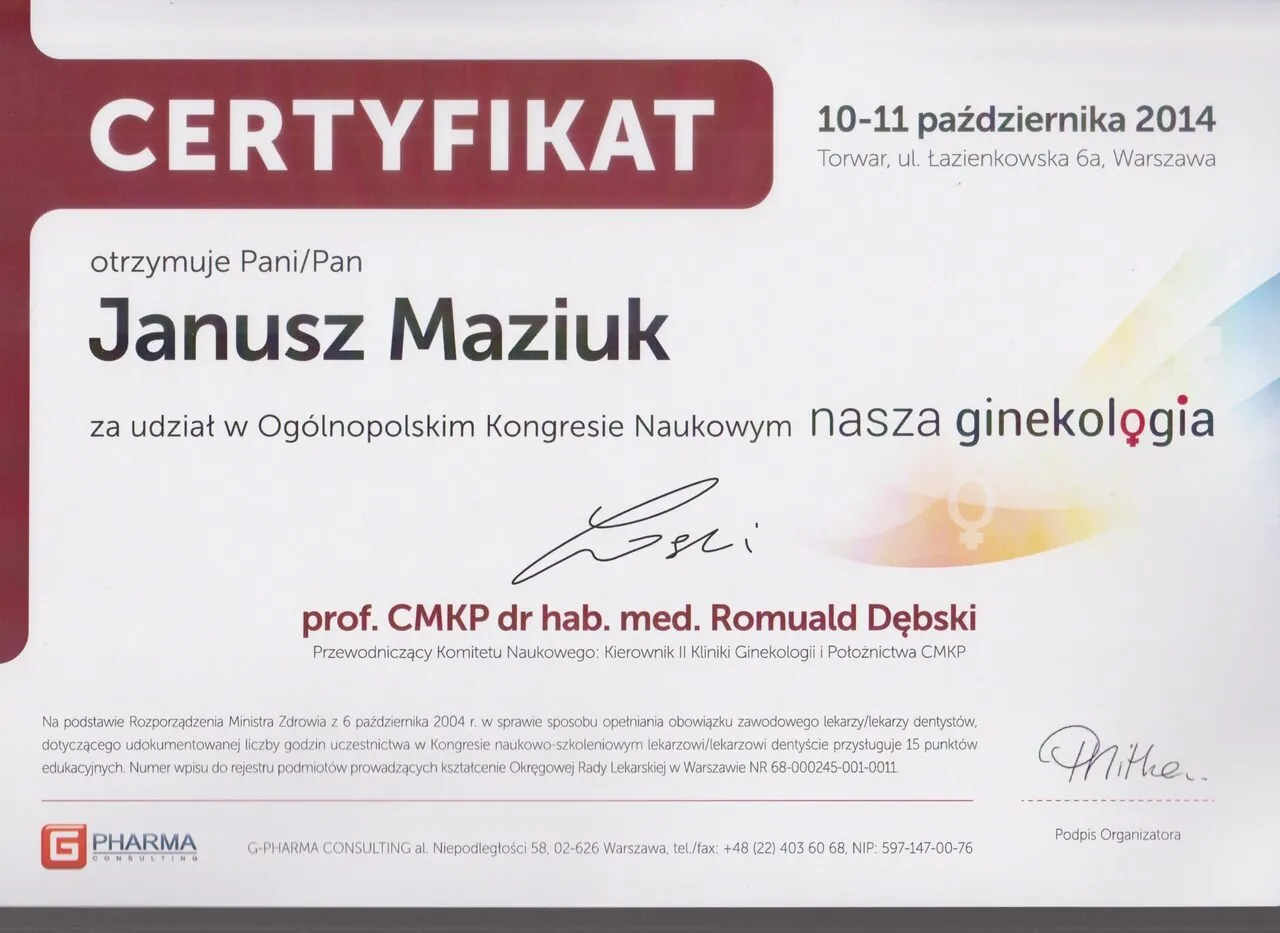 CERTYFIKAT
10-11 października 2014
Torwar, ul. Łazienkowska 6a, Warszawa
otrzymuje Pani/Pan
Janusz Maziuk
za udział w Ogólnopolskim Kongresie Naukowym nasza ginekologia
prof. CMKP dr hab. med. Romuald Dębski
Przewodniczący Komitetu Naukowego: Kierownik II Kliniki Ginekologii i Położnictwa CMKP
Na podstawie Rozporządzenia Ministra Zdrowia z 6 października 2004 r. w sprawie sposobu opełniania obowiązku zawodowego lekarzy/lekarzy dentystów,
dotyczącego udokumentowanej liczby godzin uczestnictwa w Kongresie naukowo-szkoleniowym lekarzowi/lekarzowi dentyście przysługuje 15 punktów
edukacyjnych. Numer wpisu do rejestru podmiotów prowadzących kształcenie Okręgowej Rady Lekarskiej w Warszawie NR 68-000245-001-0011.
Podpis Organizatora
G PHARMA
CONSULTING
G-PHARMA CONSULTING al. Niepodległości 58, 02-626 Warszawa, tel./fax: +48 (22) 403 60 68, NIP: 597-147-00-76